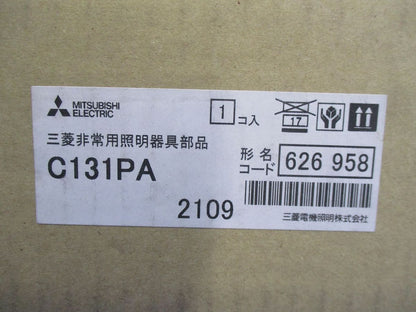 MITSUBISHI
ELECTRIC
1 コ入
17
三菱非常用照明器具部品
C131PA
形名
コード
626 958
2109
三菱電機照明株式会社